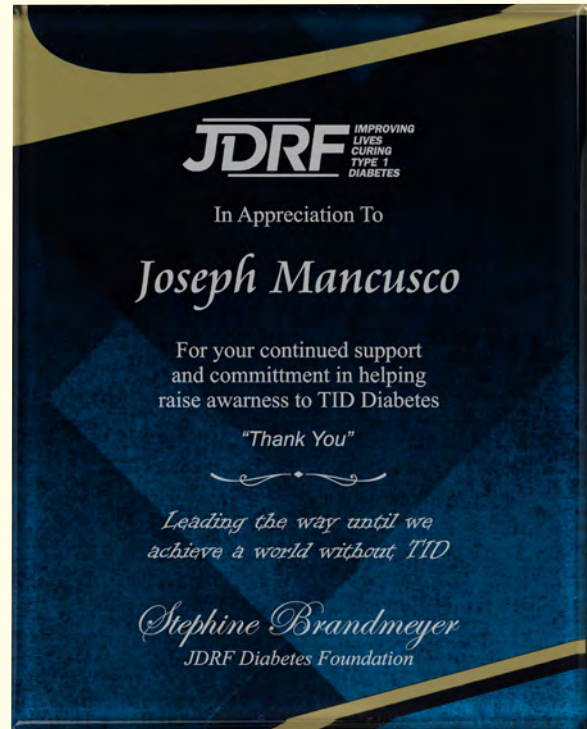 JDRF
IMPROVING
LIVES
CURING
TYPE 1
DIABETES
In Appreciation To
Joseph Mancusco
For your continued support
and committment in helping
raise awarness to TID Diabetes
“Thank You”
Leading the way until we
achieve a world without TID
Stephine Brandmeyer
JDRF Diabetes Foundation